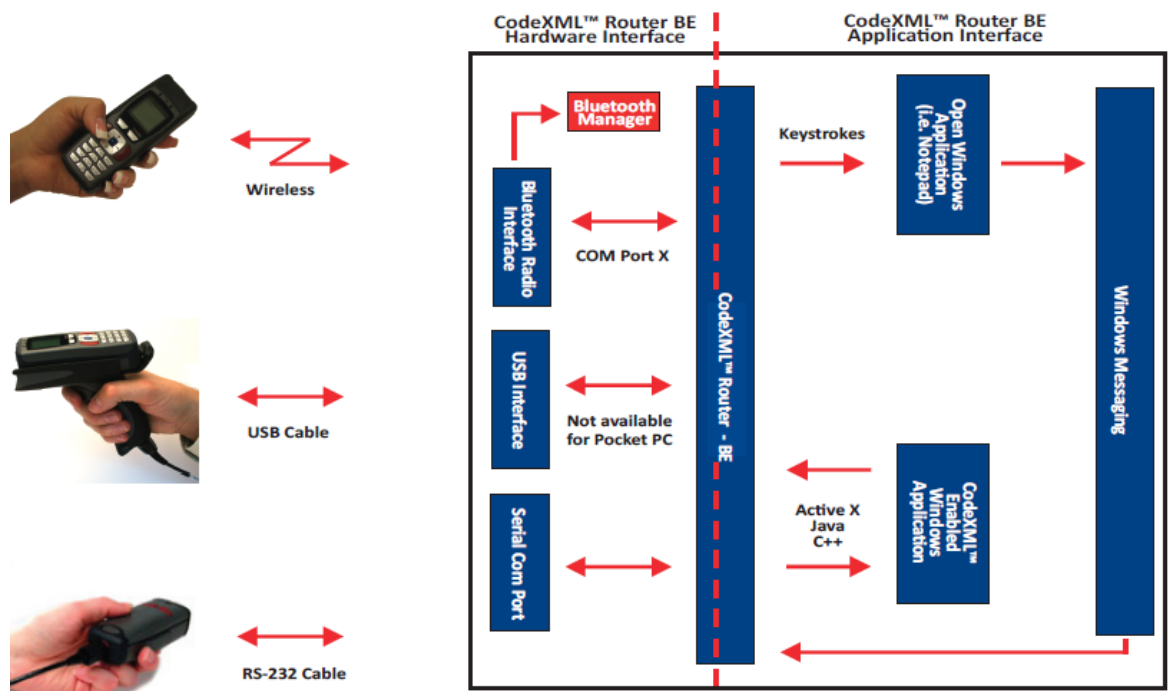 CodeXML™ Router BE
Hardware Interface
CodeXML™ Router BE
Application Interface
Wireless
Bluetooth
Manager
Bluetooth Radio
Interface
COM Port X
Keystrokes
Open Windows
Application
(i.e. Notepad)
USB Cable
USB Interface
Not available
for Pocket PC
CodeXML™ Router - BE
Windows Messaging
Serial Com Port
Active X
Java
C++
CodeXML™
Enabled
Windows
Application
RS-232 Cable